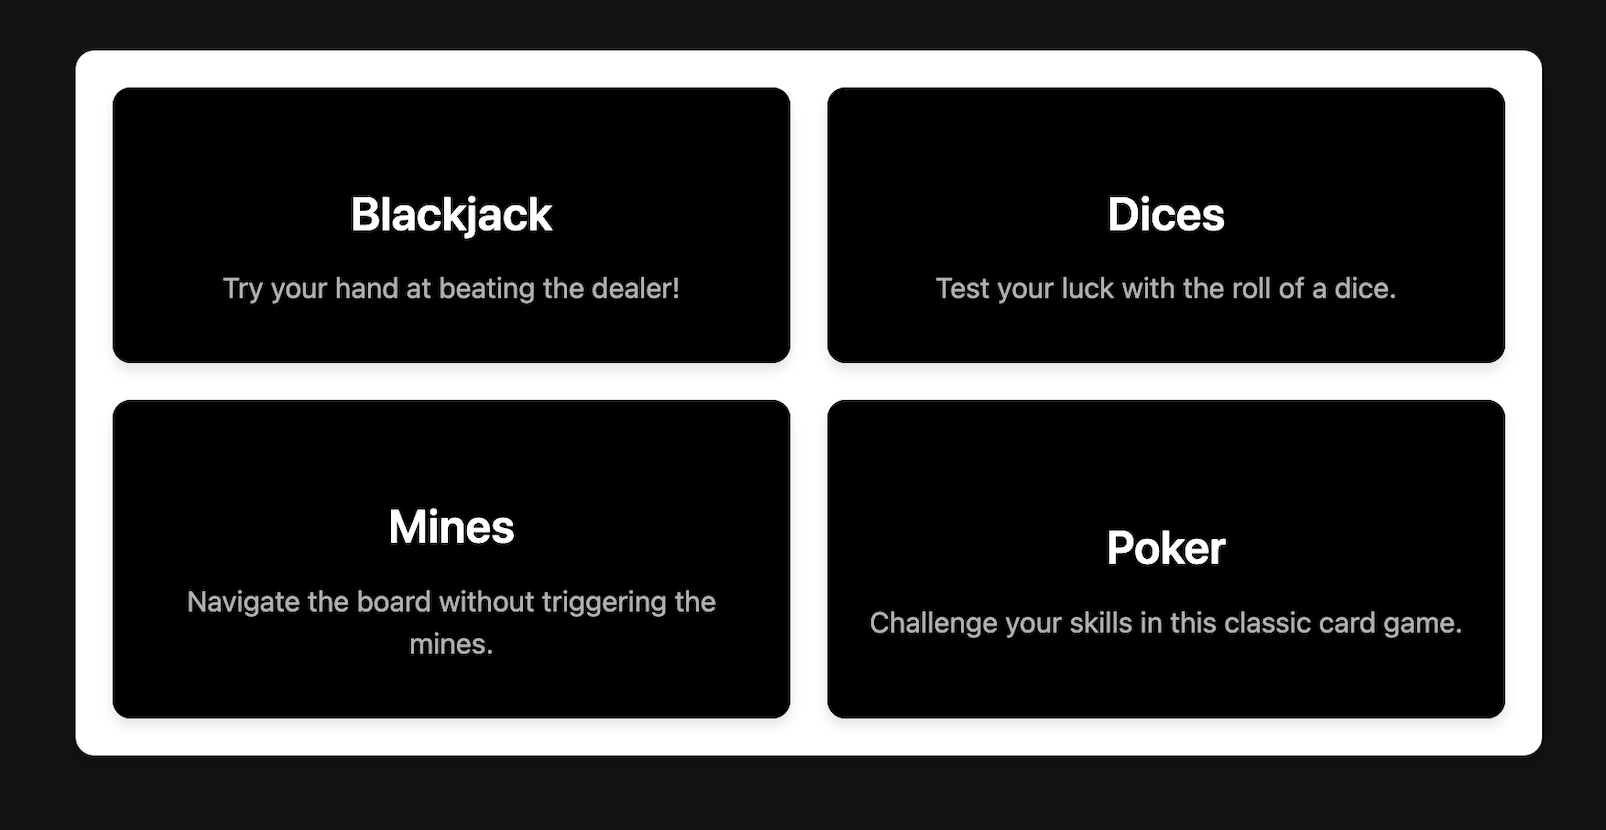 Blackjack
Try your hand at beating the dealer!
Dices
Test your luck with the roll of a dice.
Mines
Navigate the board without triggering the
mines.
Poker
Challenge your skills in this classic card game.